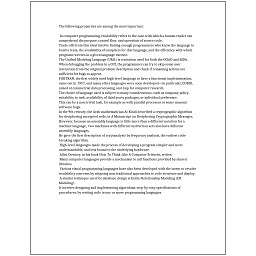 The following properties are among the most important:
 As computer programming, readability refers to the ease with which a human reader can
comprehend the purpose, control flow, and operation of source code.
Trade-offs from this ideal involve finding enough programmers who know the language to
build a team, the availability of compilers for that language, and the efficiency with which
programs written in a given language execute.
The Unified Modeling Language (UML) is a notation used for both the OOAD and MDA.
When debugging the problem in a GUI, the programmer can try to skip some user
interaction from the original problem description and check if remaining actions are
sufficient for bugs to appear.
FORTRAN, the first widely used high-level language to have a functional implementation,
came out in 1957, and many other languages were soon developed—in particular, COBOL
aimed at commercial data processing, and Lisp for computer research.
The choice of language used is subject to many considerations, such as company policy,
suitability to task, availability of third-party packages, or individual preference.
This can be a non-trivial task, for example as with parallel processes or some unusual
software bugs.
In the 9th century, the Arab mathematician Al-Kindi described a cryptographic algorithm
for deciphering encrypted code, in A Manuscript on Deciphering Cryptographic Messages.
However, because an assembly language is little more than a different notation for a
machine language, two machines with different instruction sets also have different
assembly languages.
He gave the first description of cryptanalysis by frequency analysis, the earliest code-
breaking algorithm.
 High-level languages made the process of developing a program simpler and more
understandable, and less bound to the underlying hardware.
 Allen Downey, in his book How To Think Like A Computer Scientist, writes:
 Many computer languages provide a mechanism to call functions provided by shared
libraries.
 Various visual programming languages have also been developed with the intent to resolve
readability concerns by adopting non-traditional approaches to code structure and display.
 A similar technique used for database design is Entity-Relationship Modeling (ER
Modeling).
It involves designing and implementing algorithms, step-by-step specifications of
procedures, by writing code in one or more programming languages.